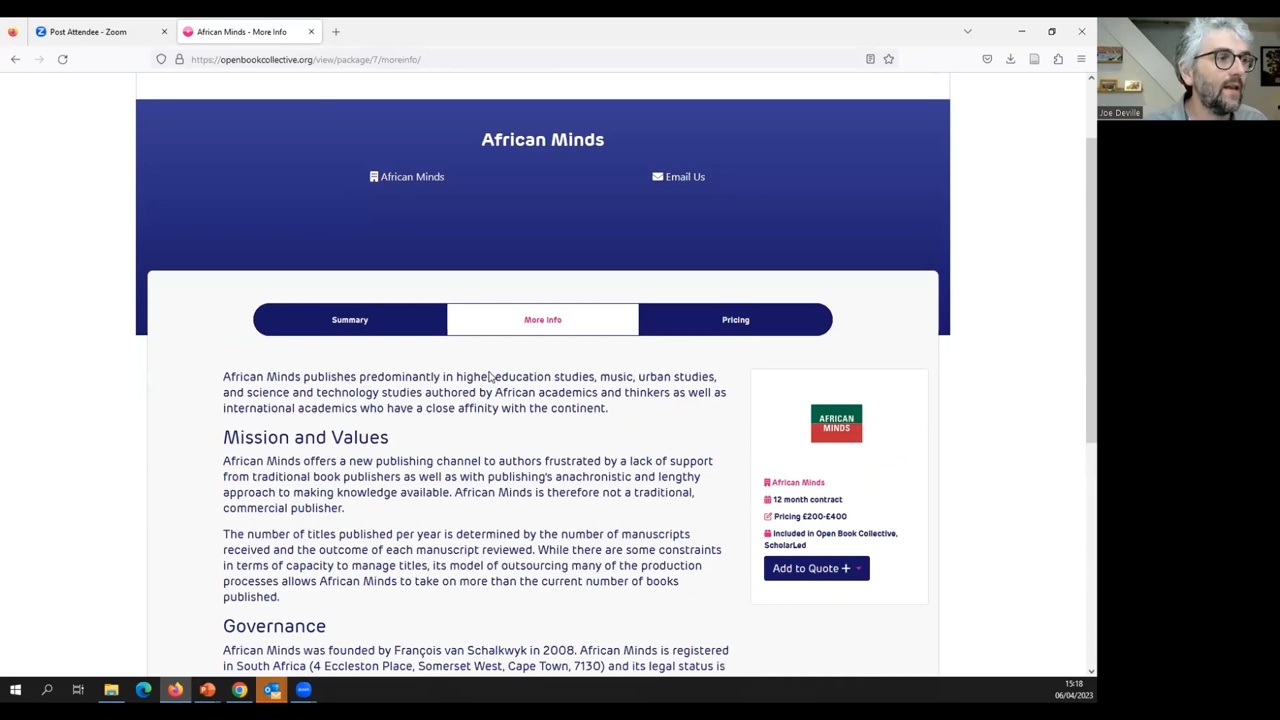 Post Attendee - Zoom
African Minds - More Info
https://openbookcollective.org/view/package/7/moreinfo/
Joe Deville
African Minds
African Minds
Email Us
Summary
More Info
Pricing
African Minds publishes predominantly in higher education studies, music, urban studies,
and science and technology studies authored by African academics and thinkers as well as
international academics who have a close affinity with the continent.
Mission and Values
African Minds offers a new publishing channel to authors frustrated by a lack of support
from traditional book publishers as well as with publishing's anachronistic and lengthy
approach to making knowledge available. African Minds is therefore not a traditional,
commercial publisher.
The number of titles published per year is determined by the number of manuscripts
received and the outcome of each manuscript reviewed. While there are some constraints
in terms of capacity to manage titles, its model of outsourcing many of the production
processes allows African Minds to take on more than the current number of books
published.
Governance
African Minds was founded by François van Schalkwyk in 2008. African Minds is registered
in South Africa (4 Eccleston Place, Somerset West, Cape Town, 7130) and its legal status is
AFRICAN
MINDS
African Minds
12 month contract
Pricing £200-£400
Included in Open Book Collective,
ScholarLed
Add to Quote +
15:18
06/04/2023